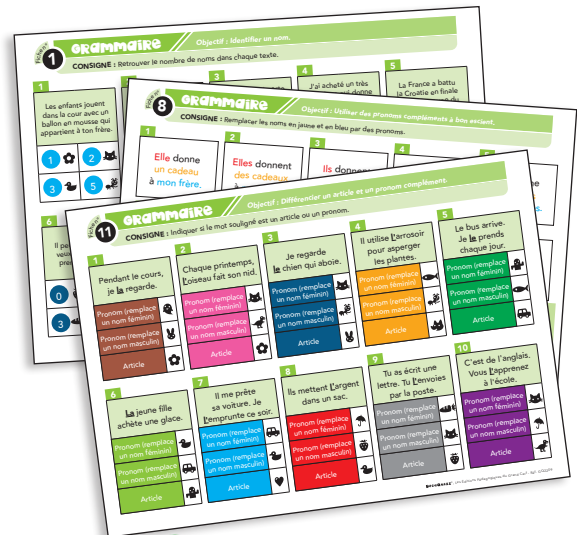 Fiche n°
1
GRAMMAIRE
Objectif : Identifier un nom.
CONSIGNE : Retrouver le nombre de noms dans chaque texte.
1
Les enfants jouent
dans la cour avec un
ballon en mousse qui
appartient à ton frère.
1
2
3
5
4
J'ai acheté un très
5
La France a battu
la Croatie en finale
6
0
3
Fiche n°
8
GRAMMAIRE
Objectif : Utiliser des pronoms compléments à bon escient.
CONSIGNE : Remplacer les noms en jaune et en bleu par des pronoms.
1
Elle donne
un cadeau
à mon frère.
2
Elles donnent
des cadeaux
3
Ils donnent
4
Fiche n°
11
GRAMMAIRE
Objectif : Différencier un article et un pronom complément.
CONSIGNE : Indiquer si le mot souligné est un article ou un pronom.
1
Pendant le cours,
je la regarde.
Pronom (remplace
un nom féminin)
Pronom (remplace
un nom masculin)
Article
2
Chaque printemps,
L'oiseau fait son nid.
Pronom (remplace
un nom féminin)
Pronom (remplace
un nom masculin)
Article
3
Je regarde
le chien qui aboie.
Pronom (remplace
un nom féminin)
Pronom (remplace
un nom masculin)
Article
4
Il utilise L'arrosoir
pour asperger
les plantes.
Pronom (remplace
un nom féminin)
Pronom (remplace
un nom masculin)
Article
5
Le bus arrive.
Je le prends
chaque jour.
Pronom (remplace
un nom féminin)
Pronom (remplace
un nom masculin)
Article
6
La jeune fille
achète une glace.
Pronom (remplace
un nom féminin)
Pronom (remplace
un nom masculin)
Article
7
Il me prête
sa voiture. Je
L'emprunte ce soir.
Pronom (remplace
un nom féminin)
Pronom (remplace
un nom masculin)
Article
8
Ils mettent L'argent
dans un sac.
Pronom (remplace
un nom féminin)
Pronom (remplace
un nom masculin)
Article
9
Tu as écrit une
lettre. Tu L'envoies
par la poste.
Pronom (remplace
un nom féminin)
Pronom (remplace
un nom masculin)
Article
10
C'est de l'anglais.
Vous L'apprenez
à l'école.
Pronom (remplace
un nom féminin)
Pronom (remplace
un nom masculin)
Article